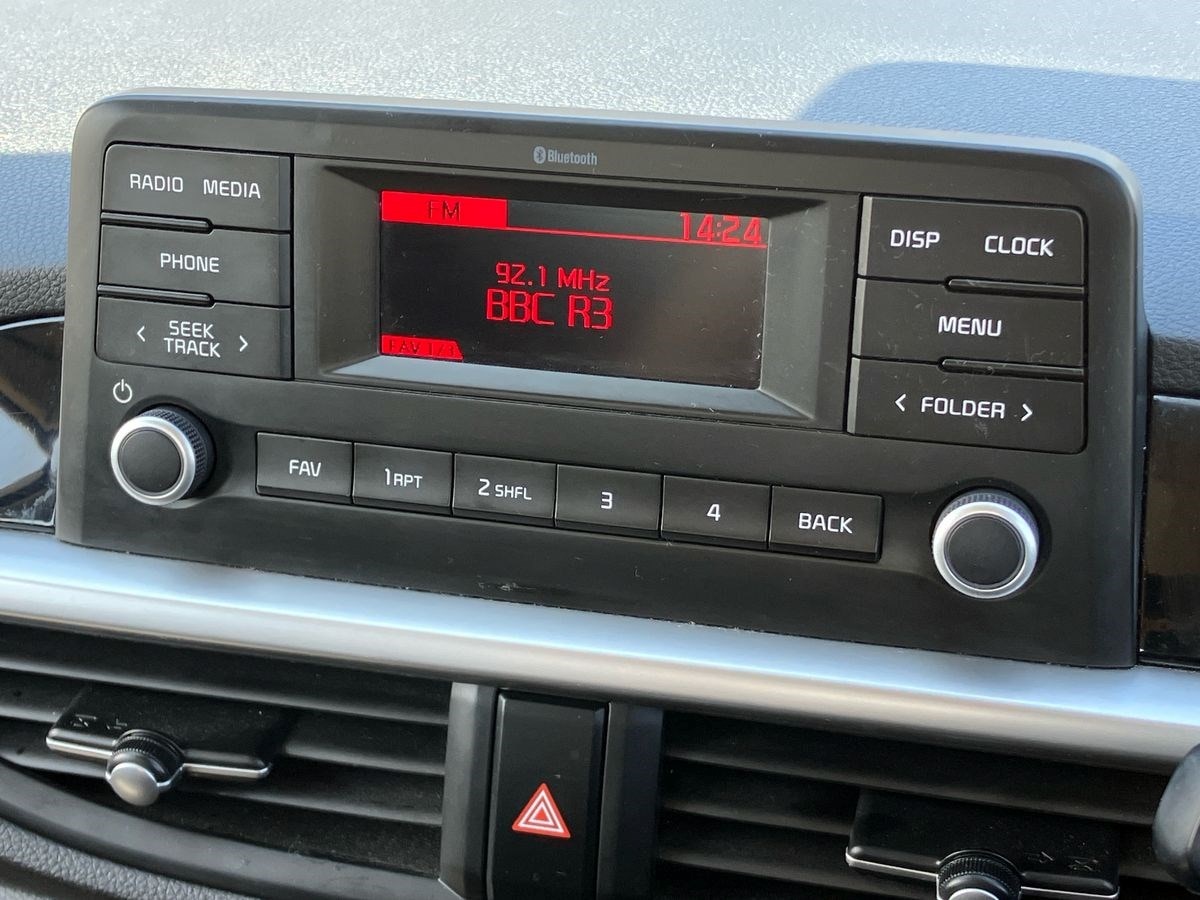 Bluetooth
RADIO MEDIA
PHONE
< SEEK >
TRACK
FM 14:24
92.1 MHz
BBC R3
FAV 1/1
DISP CLOCK
MENU
< FOLDER >
FAV 1 RPT 2 SHFL 3 4 BACK